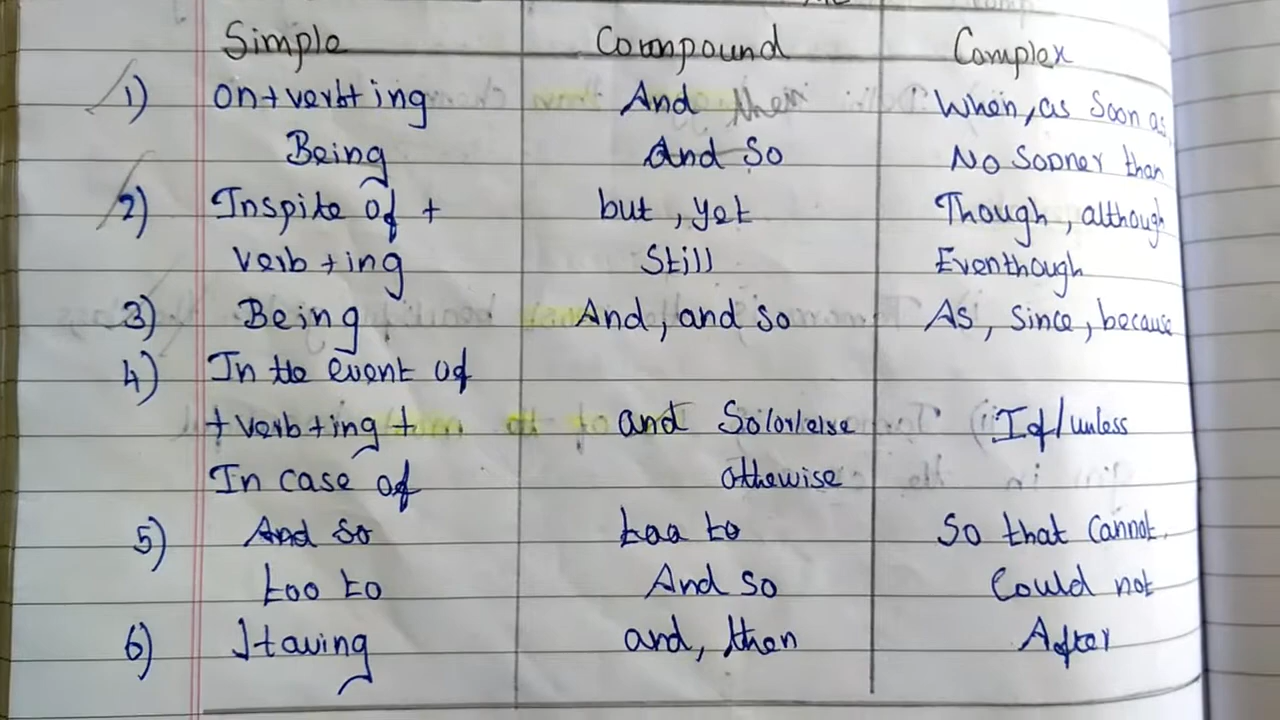 Simple Compound Complex
1) on+verb+ing And then When, as soon as
Being And So No Sooner than
2) Inspite of + but, yet Though, although
Verb +ing Still Eventhough
3) Being And, and so As, Since, because
4) In the event of
+verb+ing+ and So/or/else If/unless
In case of othewise
5) And so too to So that Cannot.
too to And so Could not
6) Having and, then After